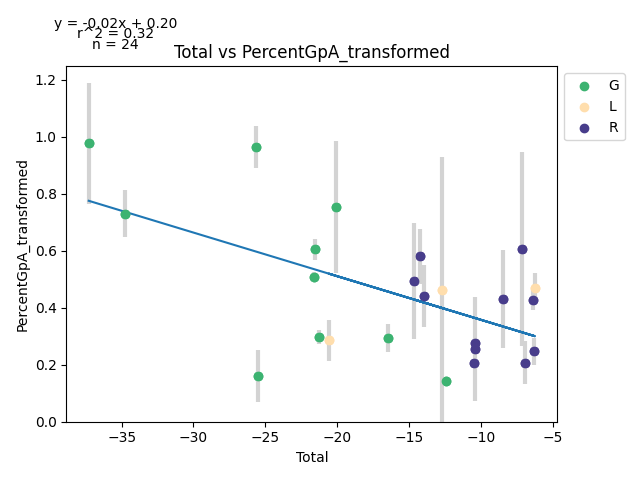 y = -0.02x + 0.20
r^2 = 0.32
n = 24
Total vs PercentGpA_transformed
G
L
R
PercentGpA_transformed
1.2
1.0
0.8
0.6
0.4
0.2
0.0
−35
−30
−25
−20
−15
−10
−5
Total